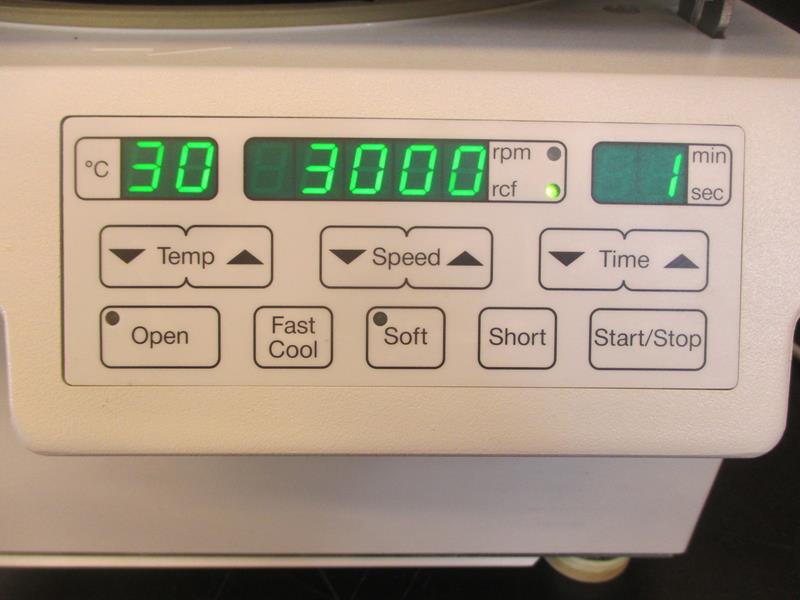 °C 30 3000 rpm rcf 1 min sec
Temp Speed Time
Open Fast Cool Soft Short Start/Stop